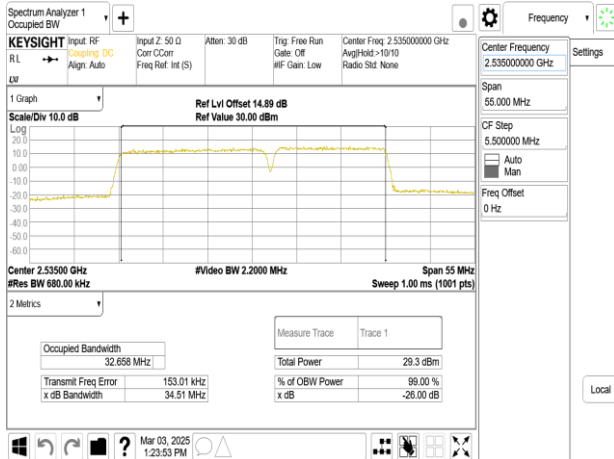 Spectrum Analyzer 1
Occupied BW
+
Frequency
KEYSIGHT
RL
LXI
Input: RF
Coupling: DC
Align: Auto
Input Z: 50 Ω
Corr CCorr
Freq Ref: Int (S)
Atten: 30 dB
Trig: Free Run
Gate: Off
#IF Gain: Low
Center Freq: 2.535000000 GHz
Avg|Hold:>10/10
Radio Std: None
Center Frequency
2.535000000 GHz
Settings
Span
55.000 MHz
CF Step
5.500000 MHz
Auto
Man
Freq Offset
0 Hz
Local
1 Graph
Scale/Div 10.0 dB
Ref Lvl Offset 14.89 dB
Ref Value 30.00 dBm
Log
20.0
10.0
0.00
-10.0
-20.0
-30.0
-40.0
-50.0
-60.0
Center 2.53500 GHz
#Res BW 680.00 kHz
#Video BW 2.2000 MHz
Span 55 MHz
Sweep 1.00 ms (1001 pts)
2 Metrics
Measure Trace
Trace 1
Occupied Bandwidth
32.658 MHz
Total Power
29.3 dBm
Transmit Freq Error
153.01 kHz
% of OBW Power
99.00 %
x dB Bandwidth
34.51 MHz
x dB
-26.00 dB
?
Mar 03, 2025
1:23:53 PM